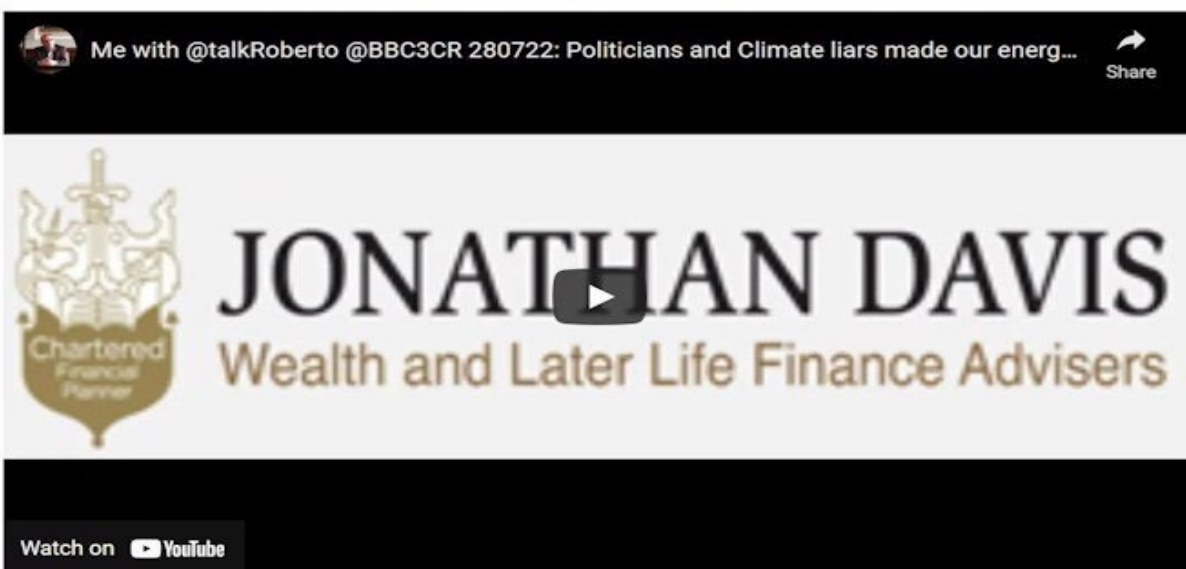 Me with @talkRoberto @BBC3CR 280722: Politicians and Climate liars made our energ...
Share
JONATHAN DAVIS
Wealth and Later Life Finance Advisers
Chartered
Financial
Planner
Watch on YouTube